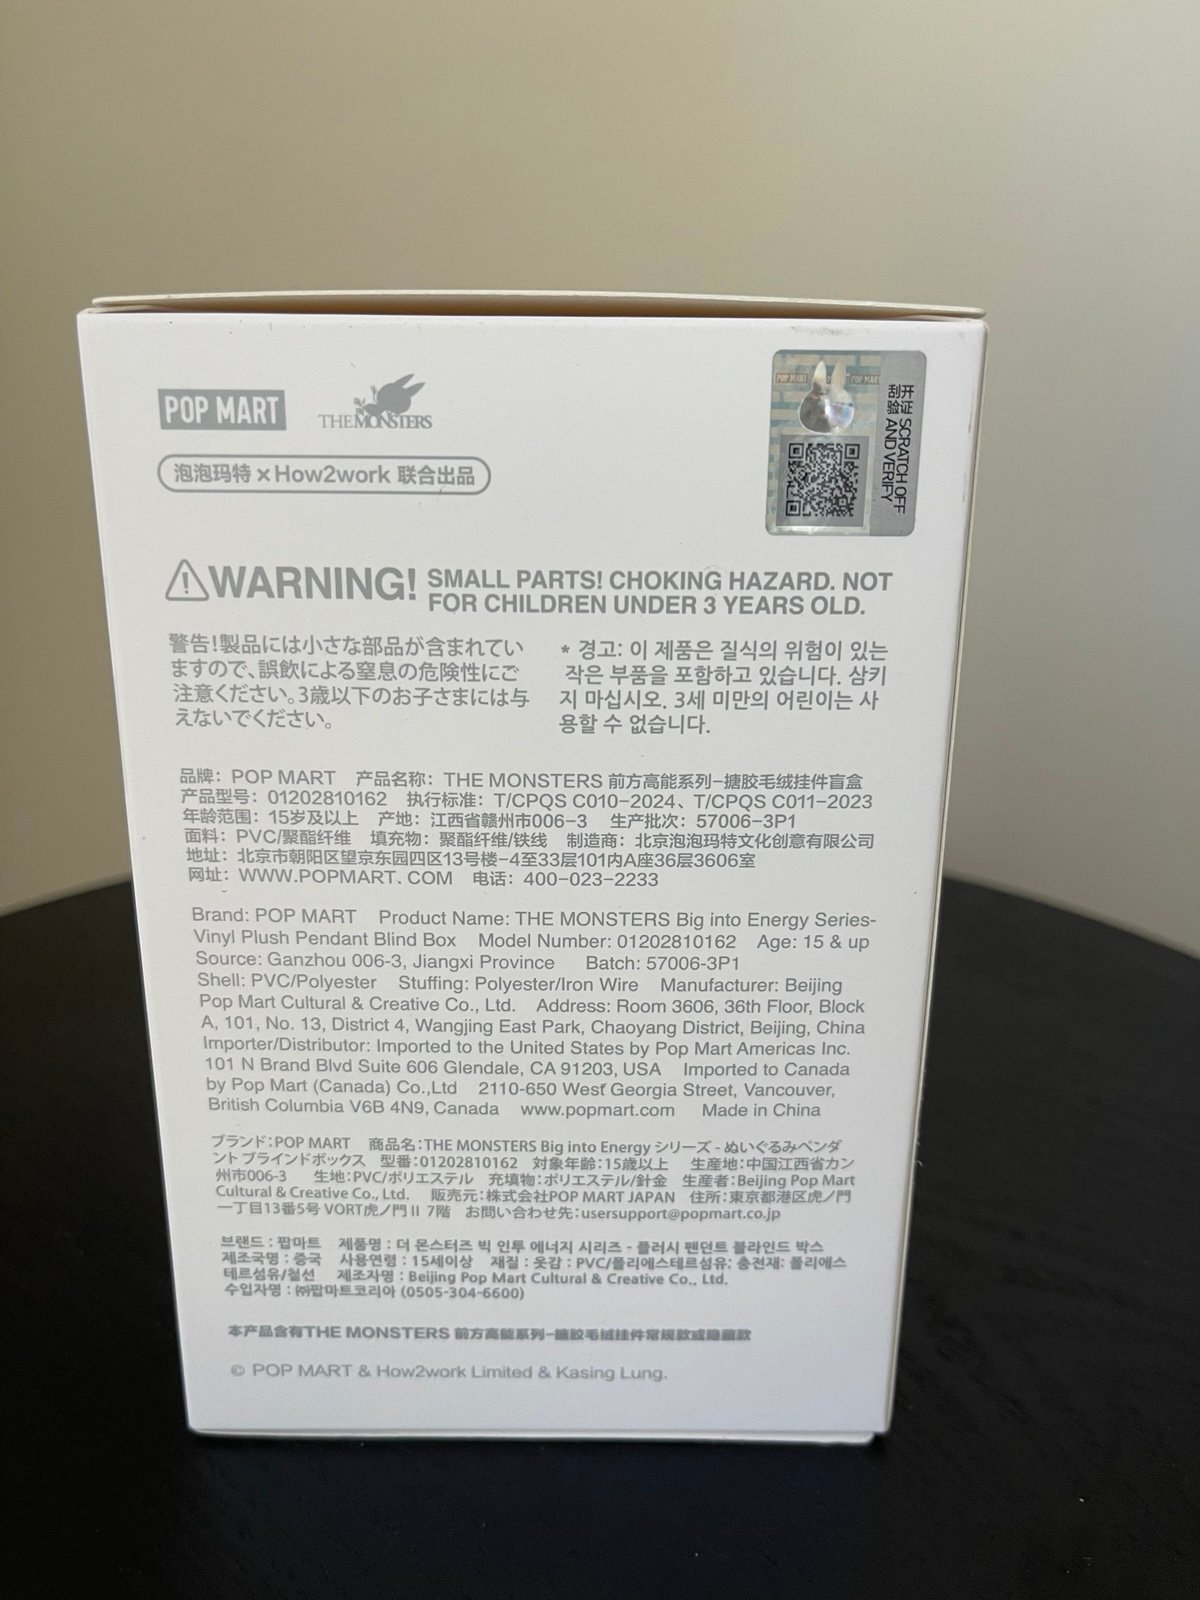 POP MART
THE MONSTERS
泡泡玛特×How2work 联合出品
POP MART
POP MART
刮开
验证
SCRATCH OFF
AND VERIFY
WARNING! SMALL PARTS! CHOKING HAZARD. NOT
FOR CHILDREN UNDER 3 YEARS OLD.
警告!製品には小さな部品が含まれてい
ますので、誤飲による窒息の危険性にご
注意ください。3歳以下のお子さまには与
えないでください。
* 경고: 이 제품은 질식의 위험이 있는
작은 부품을 포함하고 있습니다. 삼키
지 마십시오. 3세 미만의 어린이는 사
용할 수 없습니다.
品牌：POP MART 产品名称：THE MONSTERS 前方高能系列-搪胶毛绒挂件盲盒
产品型号：01202810162 执行标准：T/CPQS C010-2024、T/CPQS C011-2023
年龄范围：15岁及以上 产地：江西省赣州市006-3 生产批次：57006-3P1
面料：PVC/聚酯纤维 填充物：聚酯纤维/铁线 制造商：北京泡泡玛特文化创意有限公司
地址：北京市朝阳区望京东园四区13号楼-4至33层101内A座36层3606室
网址：WWW.POPMART.COM 电话：400-023-2233
Brand: POP MART Product Name: THE MONSTERS Big into Energy Series-
Vinyl Plush Pendant Blind Box Model Number: 01202810162 Age: 15 & up
Source: Ganzhou 006-3, Jiangxi Province Batch: 57006-3P1
Shell: PVC/Polyester Stuffing: Polyester/Iron Wire Manufacturer: Beijing
Pop Mart Cultural & Creative Co., Ltd. Address: Room 3606, 36th Floor, Block
A, 101, No. 13, District 4, Wangjing East Park, Chaoyang District, Beijing, China
Importer/Distributor: Imported to the United States by Pop Mart Americas Inc.
101 N Brand Blvd Suite 606 Glendale, CA 91203, USA Imported to Canada
by Pop Mart (Canada) Co.,Ltd 2110-650 West Georgia Street, Vancouver,
British Columbia V6B 4N9, Canada www.popmart.com Made in China
ブランド:POP MART 商品名:THE MONSTERS Big into Energy シリーズ - ぬいぐるみペンダ
ント ブラインドボックス 型番:01202810162 対象年齢:15歳以上 生産地:中国江西省カン
州市006-3 生地:PVC/ポリエステル 充填物:ポリエステル/針金 生産者:Beijing Pop Mart
Cultural & Creative Co., Ltd. 販売元:株式会社POP MART JAPAN 住所:東京都港区虎ノ門
一丁目13番5号 VORT虎ノ門Ⅱ 7階 お問い合わせ先:usersupport@popmart.co.jp
브랜드 : 팝마트 제품명 : 더 몬스터즈 빅 인투 에너지 시리즈 - 플러시 펜던트 블라인드 박스
제조국명 : 중국 사용연령 : 15세이상 재질 : 옷감 : PVC/폴리에스테르섬유; 충전재: 폴리에스
테르섬유/철선 제조자명 : Beijing Pop Mart Cultural & Creative Co., Ltd.
수입자명 : ㈜팝마트코리아 (0505-304-6600)
本产品含有THE MONSTERS 前方高能系列-搪胶毛绒挂件常规款或隐藏款
© POP MART & How2work Limited & Kasing Lung.